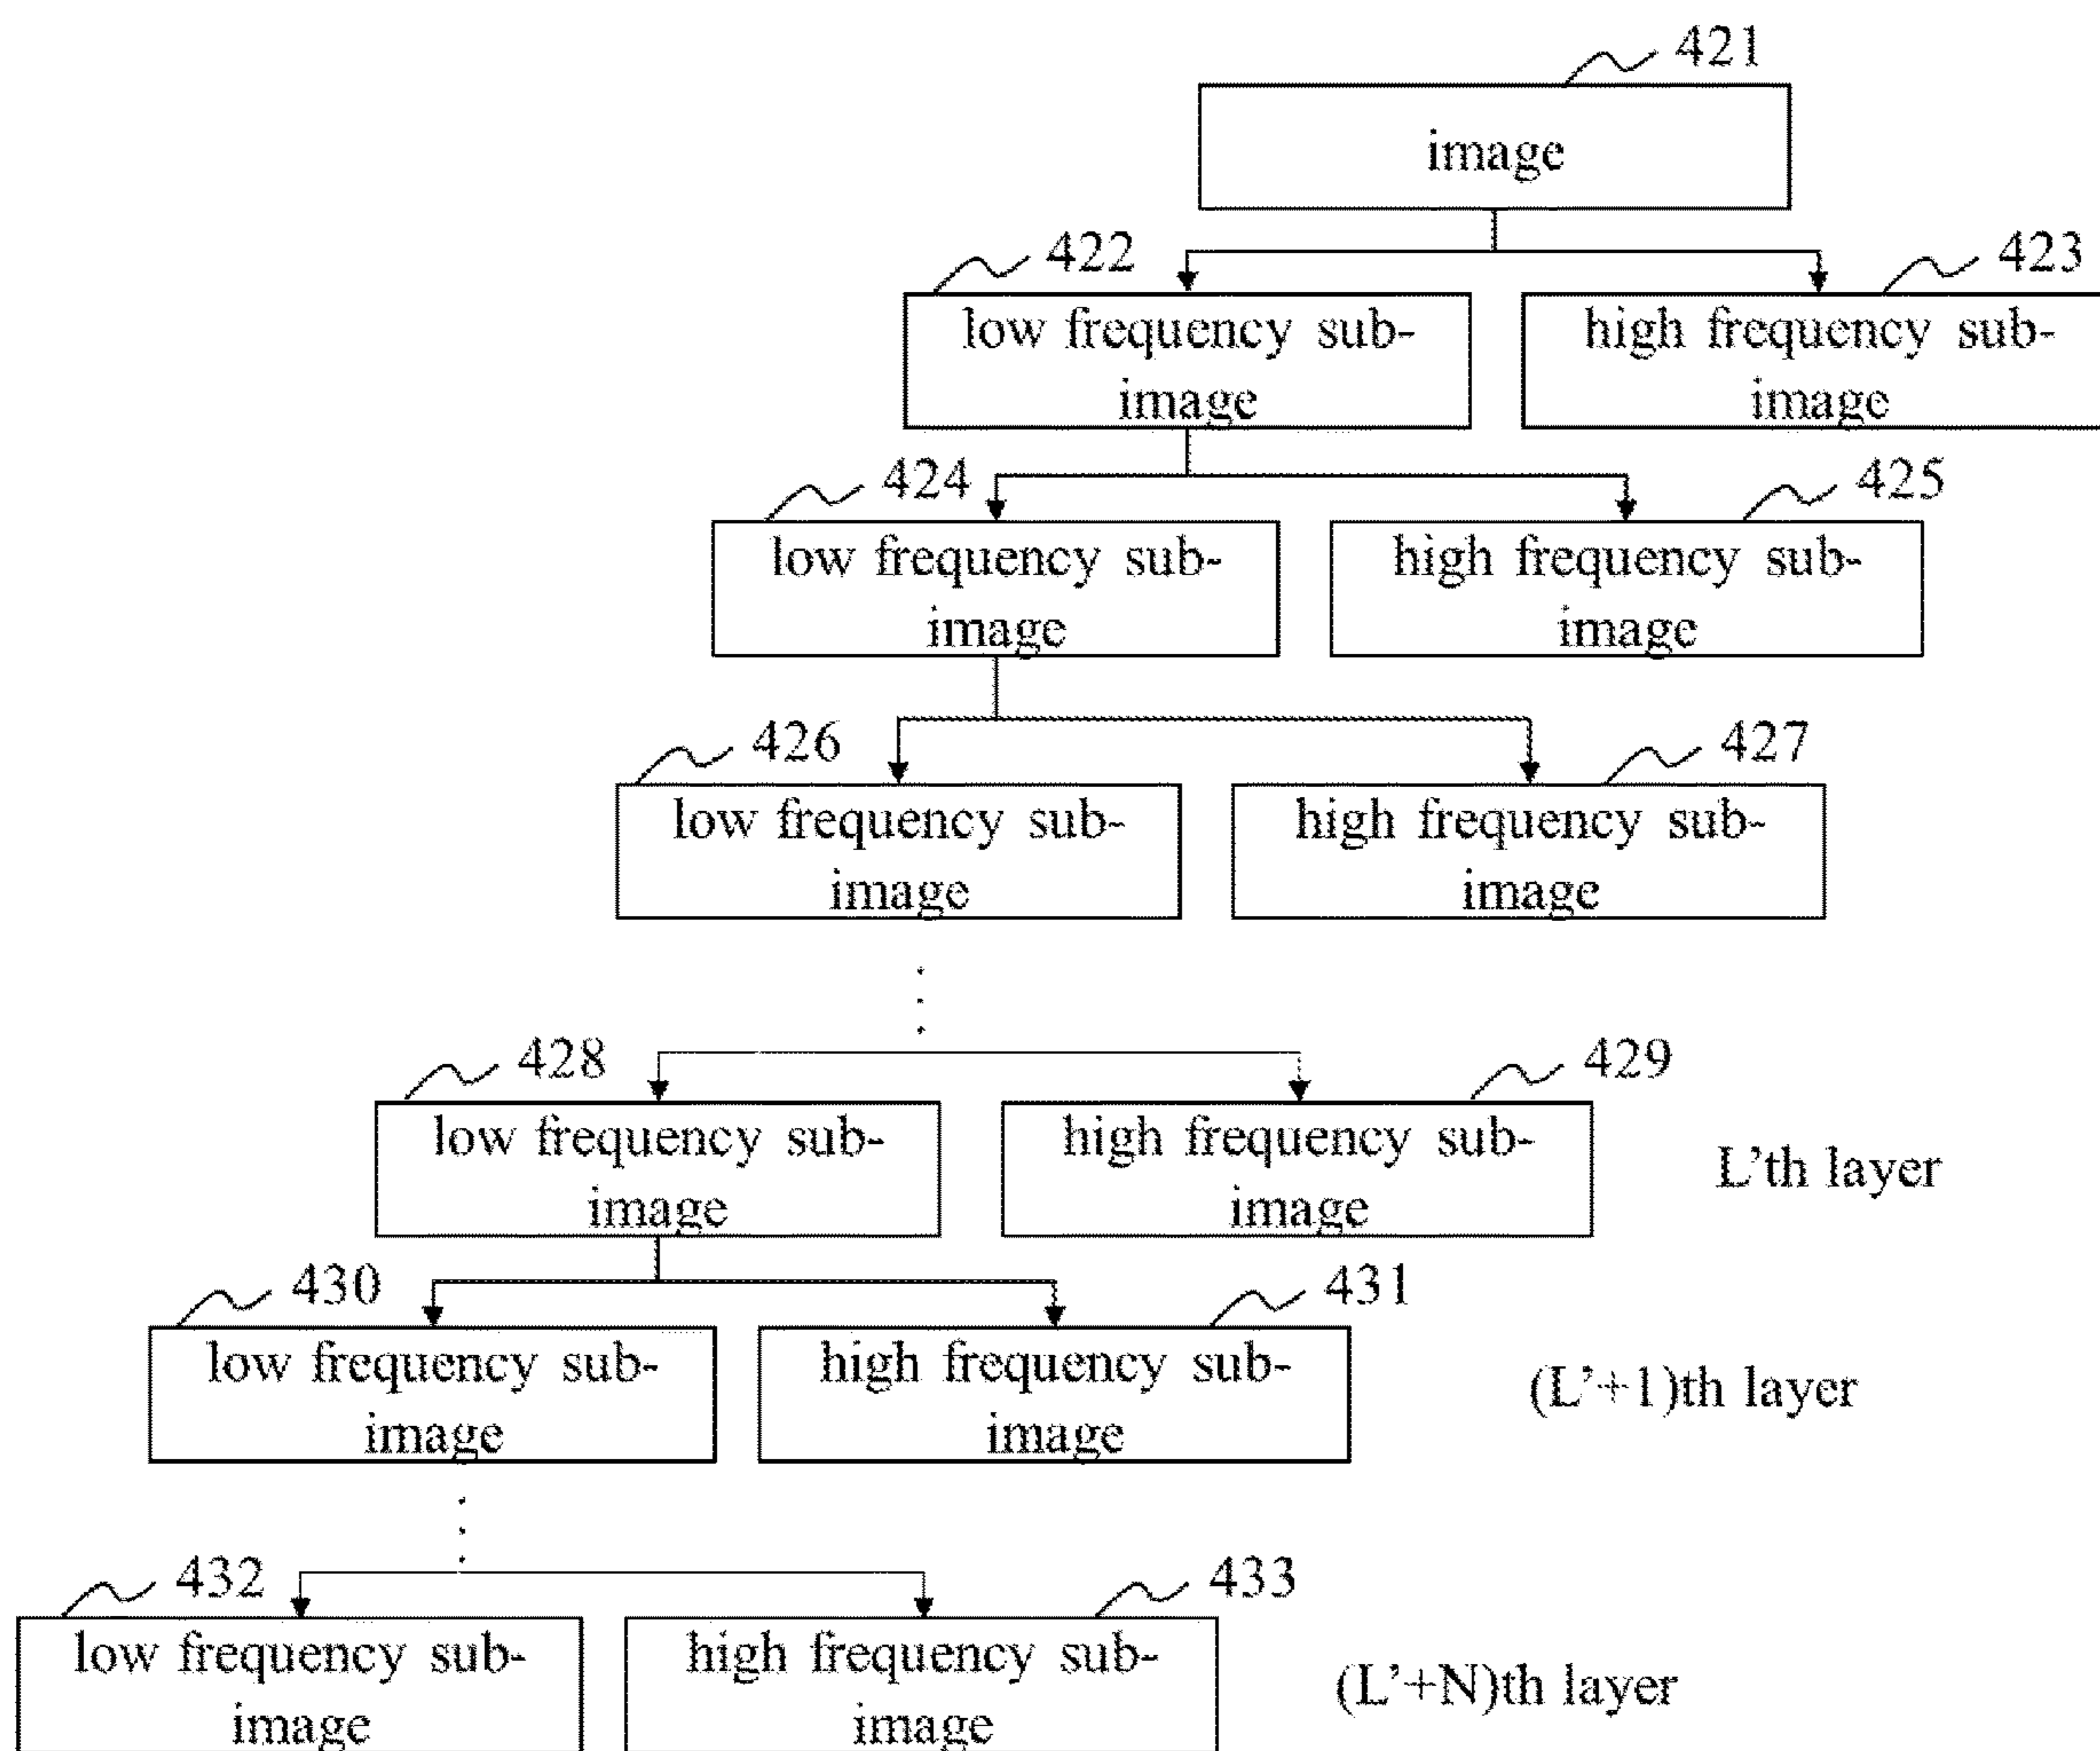 421
image
422
423
low frequency sub-
image
high frequency sub-
image
424
425
low frequency sub-
image
high frequency sub-
image
426
427
low frequency sub-
image
high frequency sub-
image
428
429
low frequency sub-
image
high frequency sub-
image
L’th layer
430
431
low frequency sub-
image
high frequency sub-
image
(L’+1)th layer
432
433
low frequency sub-
image
high frequency sub-
image
(L’+N)th layer